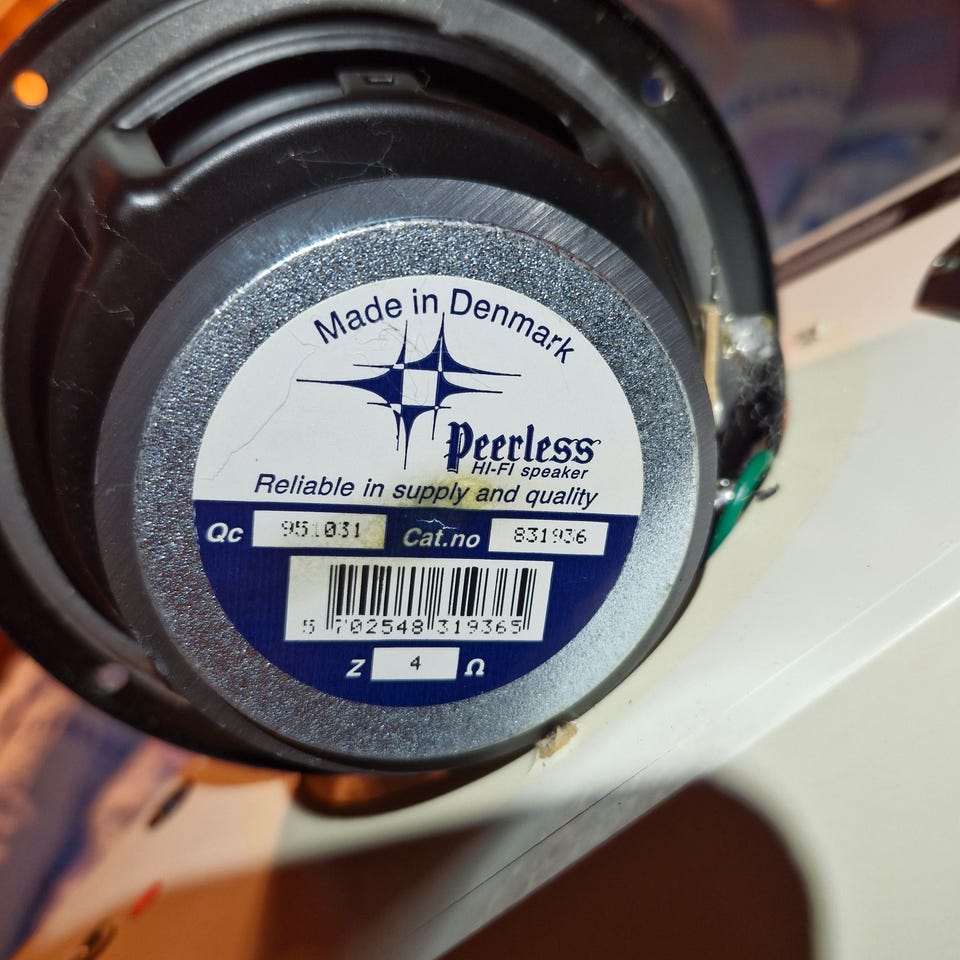 Made in Denmark
Peerless
HI-FI speaker
Reliable in supply and quality
Qc 951031 Cat.no 831936
5 702548 319365
Z 4 Ω